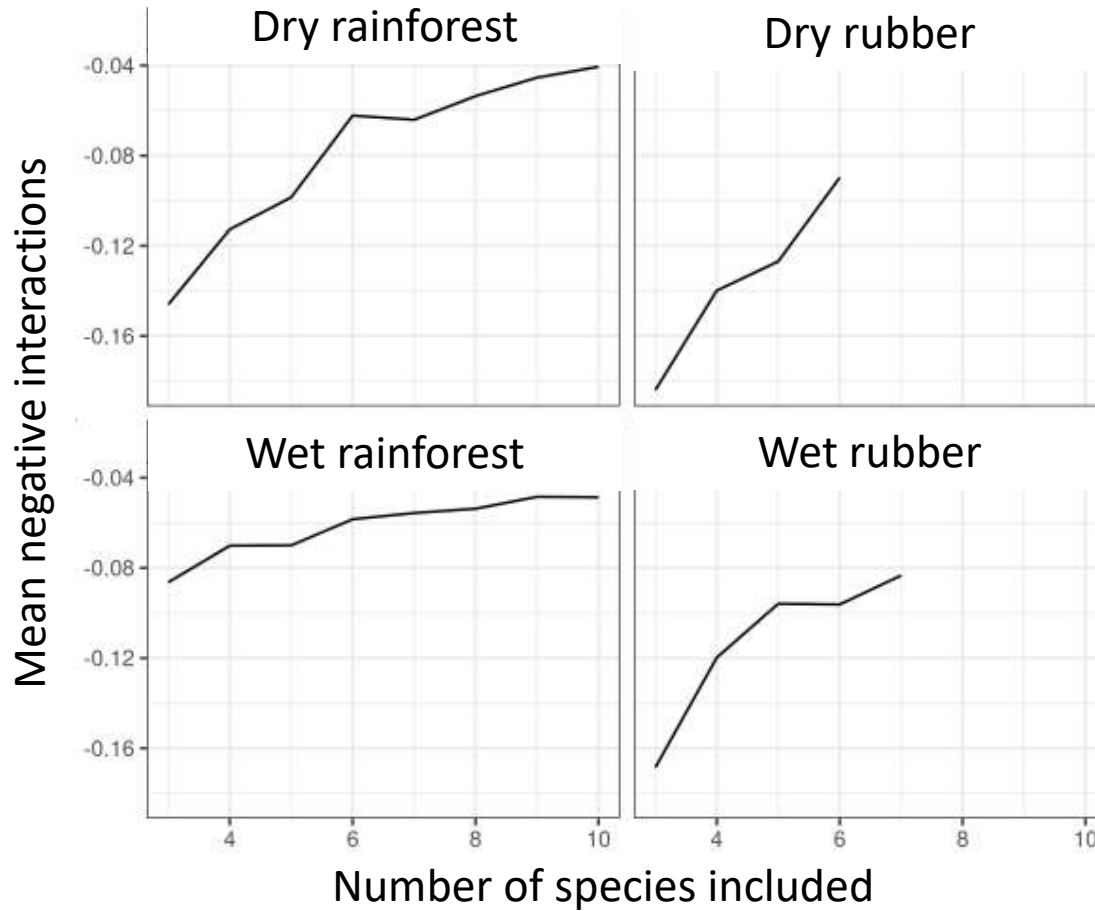 Dry rainforest
Dry rubber
Mean negative interactions
-0.04
-0.08
-0.12
-0.16
Wet rainforest
Wet rubber
-0.04
-0.08
-0.12
-0.16
4
6
8
10
4
6
8
10
Number of species included